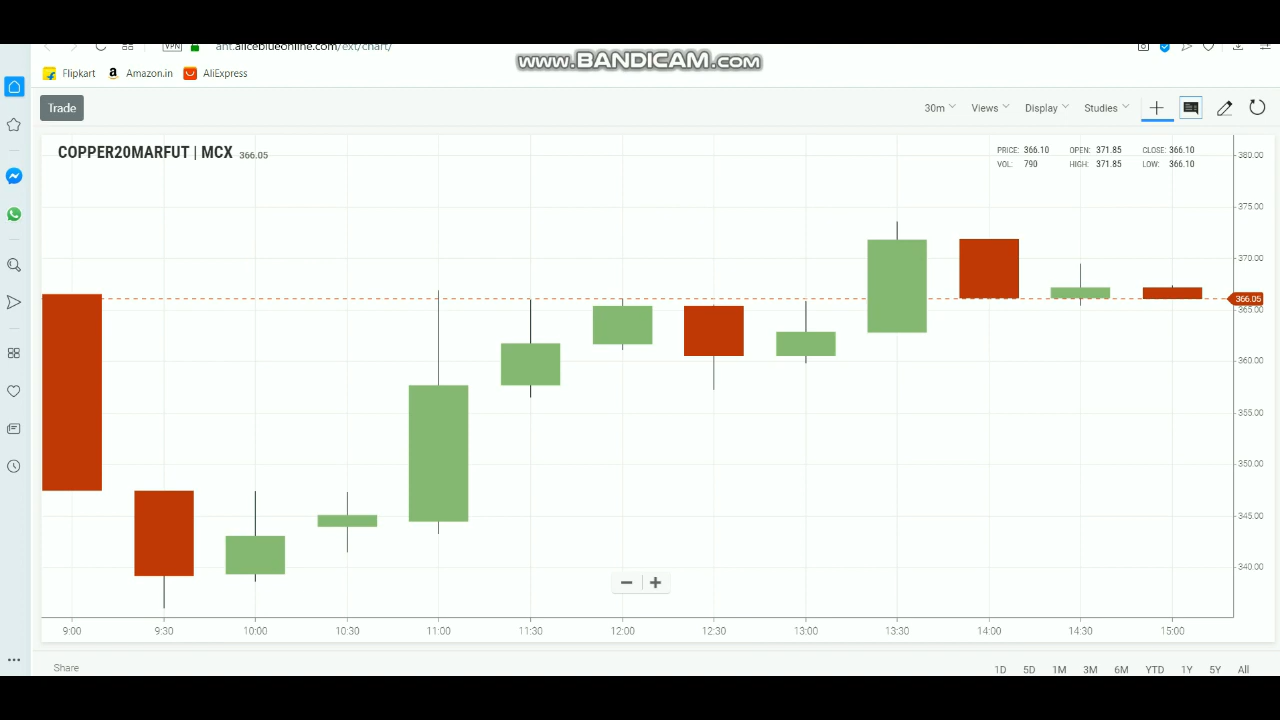 VPN ant.aliceblueonline.com/ext/chart/
www.BANDICAM.com
Flipkart a Amazon.in AliExpress
Trade 30m Views Display Studies
COPPER20MARFUT | MCX 366.05
PRICE: 366.10 OPEN: 371.85 CLOSE: 366.10
VOL: 790 HIGH: 371.85 LOW: 366.10
380.00
375.00
370.00
366.05
365.00
360.00
355.00
350.00
345.00
340.00
9:00 9:30 10:00 10:30 11:00 11:30 12:00 12:30 13:00 13:30 14:00 14:30 15:00
Share 1D 5D 1M 3M 6M YTD 1Y 5Y All